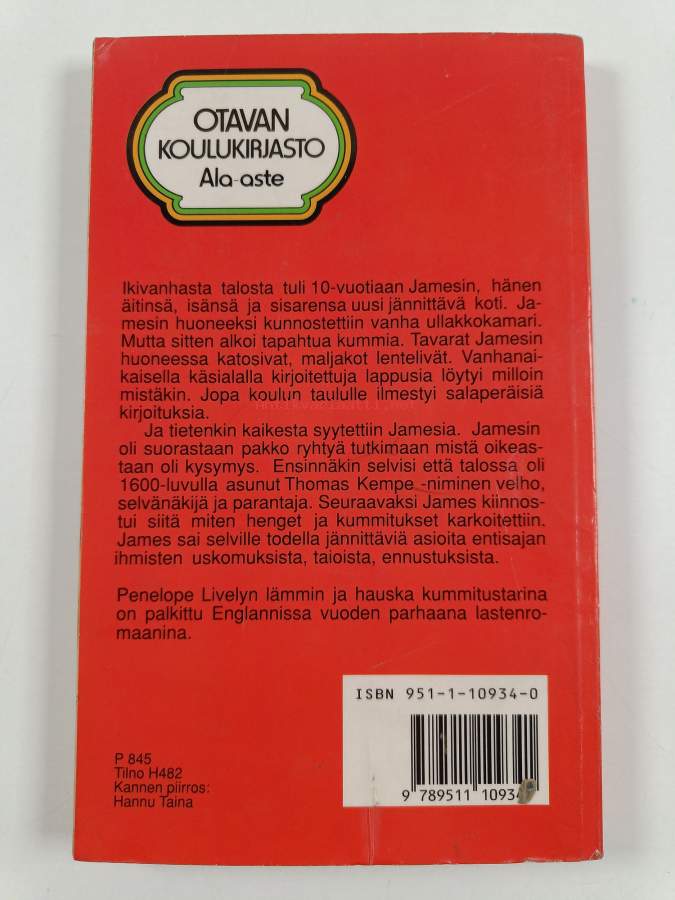 OTAVAN
KOULUKIRJASTO
Ala-aste
Ikivanhasta talosta tuli 10-vuotiaan Jamesin, hänen
äitinsä, isänsä ja sisarensa uusi jännittävä koti. Ja-
mesin huoneeksi kunnostettiin vanha ullakkokamari.
Mutta sitten alkoi tapahtua kummia. Tavarat Jamesin
huoneessa katosivat, maljakot lentelivät. Vanhanai-
kaisella käsialalla kirjoitettuja lappusia löytyi milloin
mistäkin. Jopa koulun taululle ilmestyi salaperäisiä
kirjoituksia.
Ja tietenkin kaikesta syytettiin Jamesia. Jamesin
oli suorastaan pakko ryhtyä tutkimaan mistä oikeas-
taan oli kysymys. Ensinnäkin selvisi että talossa oli
1600-luvulla asunut Thomas Kempe -niminen velho,
selvänäkijä ja parantaja. Seuraavaksi James kiinnos-
tui siitä miten henget ja kummitukset karkoitettiin.
James sai selville todella jännittäviä asioita entisajan
ihmisten uskomuksista, taioista, ennustuksista.
Penelope Livelyn lämmin ja hauska kummitustarina
on palkittu Englannissa vuoden parhaana lastenro-
maanina.
ISBN 951-1-10934-0
P 845
Tilno H482
Kannen piirros:
Hannu Taina
9 789511 10934